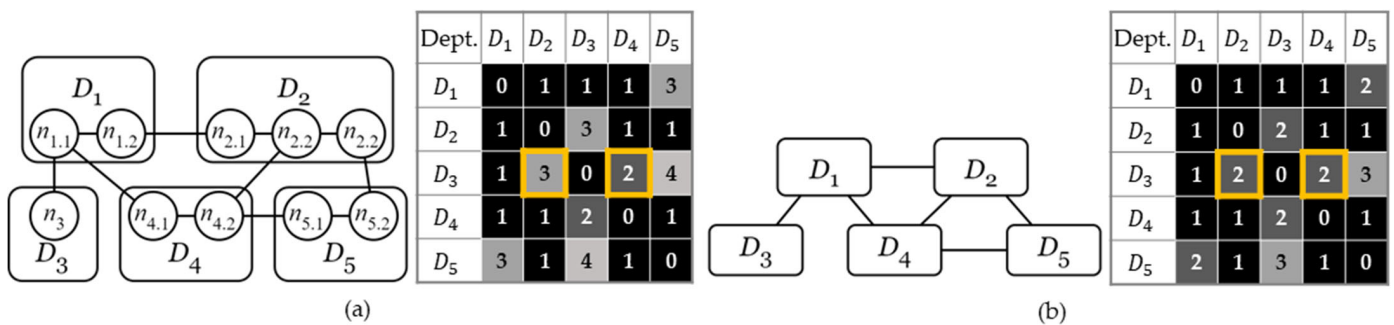 D1 D2
n1.1 n1.2 n2.1 n2.2 n2.2
n3 n4.1 n4.2 n5.1 n5.2
D3 D4 D5
Dept. D1 D2 D3 D4 D5
D1 0 1 1 1 3
D2 1 0 3 1 1
D3 1 3 0 2 4
D4 1 1 2 0 1
D5 3 1 4 1 0
(a)
D1 D2
D3 D4 D5
Dept. D1 D2 D3 D4 D5
D1 0 1 1 1 2
D2 1 0 2 1 1
D3 1 2 0 2 3
D4 1 1 2 0 1
D5 2 1 3 1 0
(b)